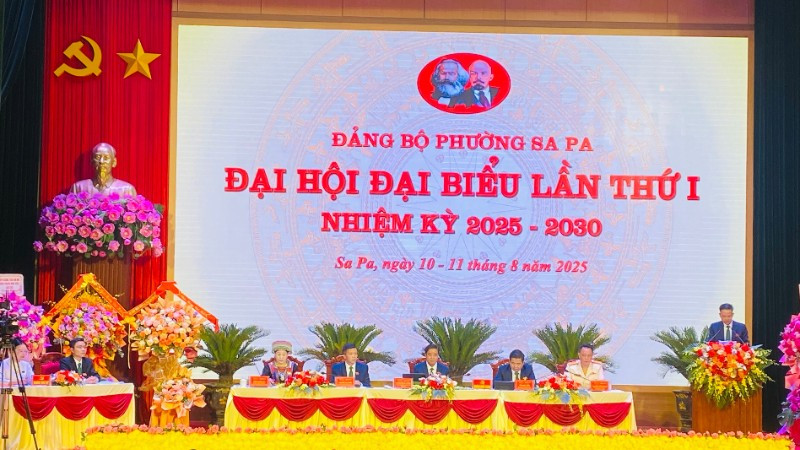 ĐẢNG BỘ PHƯỜNG SA PA
ĐẠI HỘI ĐẠI BIỂU LẦN THỨ I
NHIỆM KỲ 2025 - 2030
Sa Pa, ngày 10 - 11 tháng 8 năm 2025